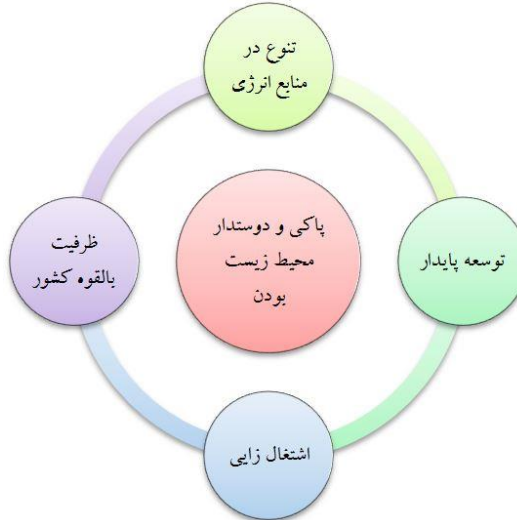 تنوع در
منابع انرژی
پاکی و دوستدار
محیط زیست
بودن
توسعه پایدار
ظرفیت
بالقوه کشور
اشتغال زایی